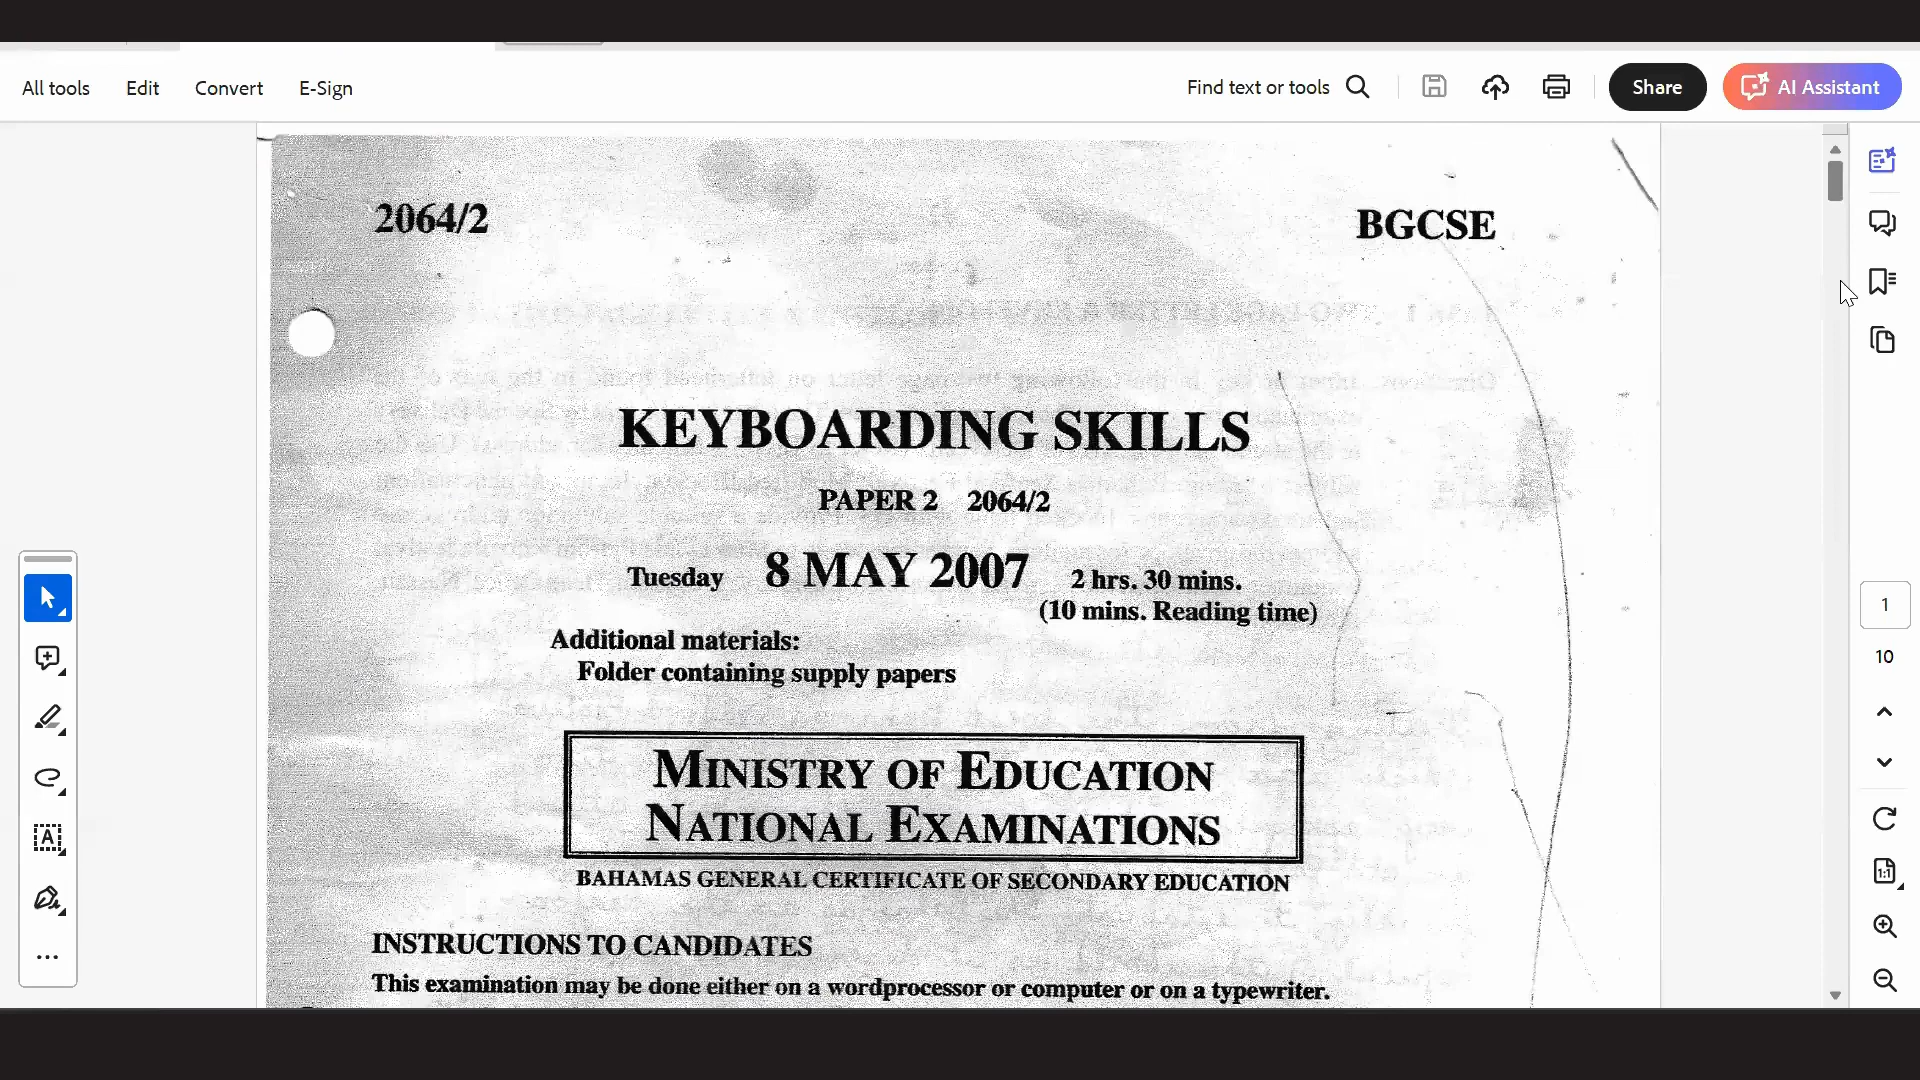 All tools Edit Convert E-Sign Find text or tools Share AI Assistant
2064/2 BGCSE
KEYBOARDING SKILLS
PAPER 2 2064/2
Tuesday 8 MAY 2007 2 hrs. 30 mins.
(10 mins. Reading time)
Additional materials:
Folder containing supply papers
MINISTRY OF EDUCATION
NATIONAL EXAMINATIONS
BAHAMAS GENERAL CERTIFICATE OF SECONDARY EDUCATION
INSTRUCTIONS TO CANDIDATES
This examination may be done either on a wordprocessor or computer or on a typewriter.
1
10